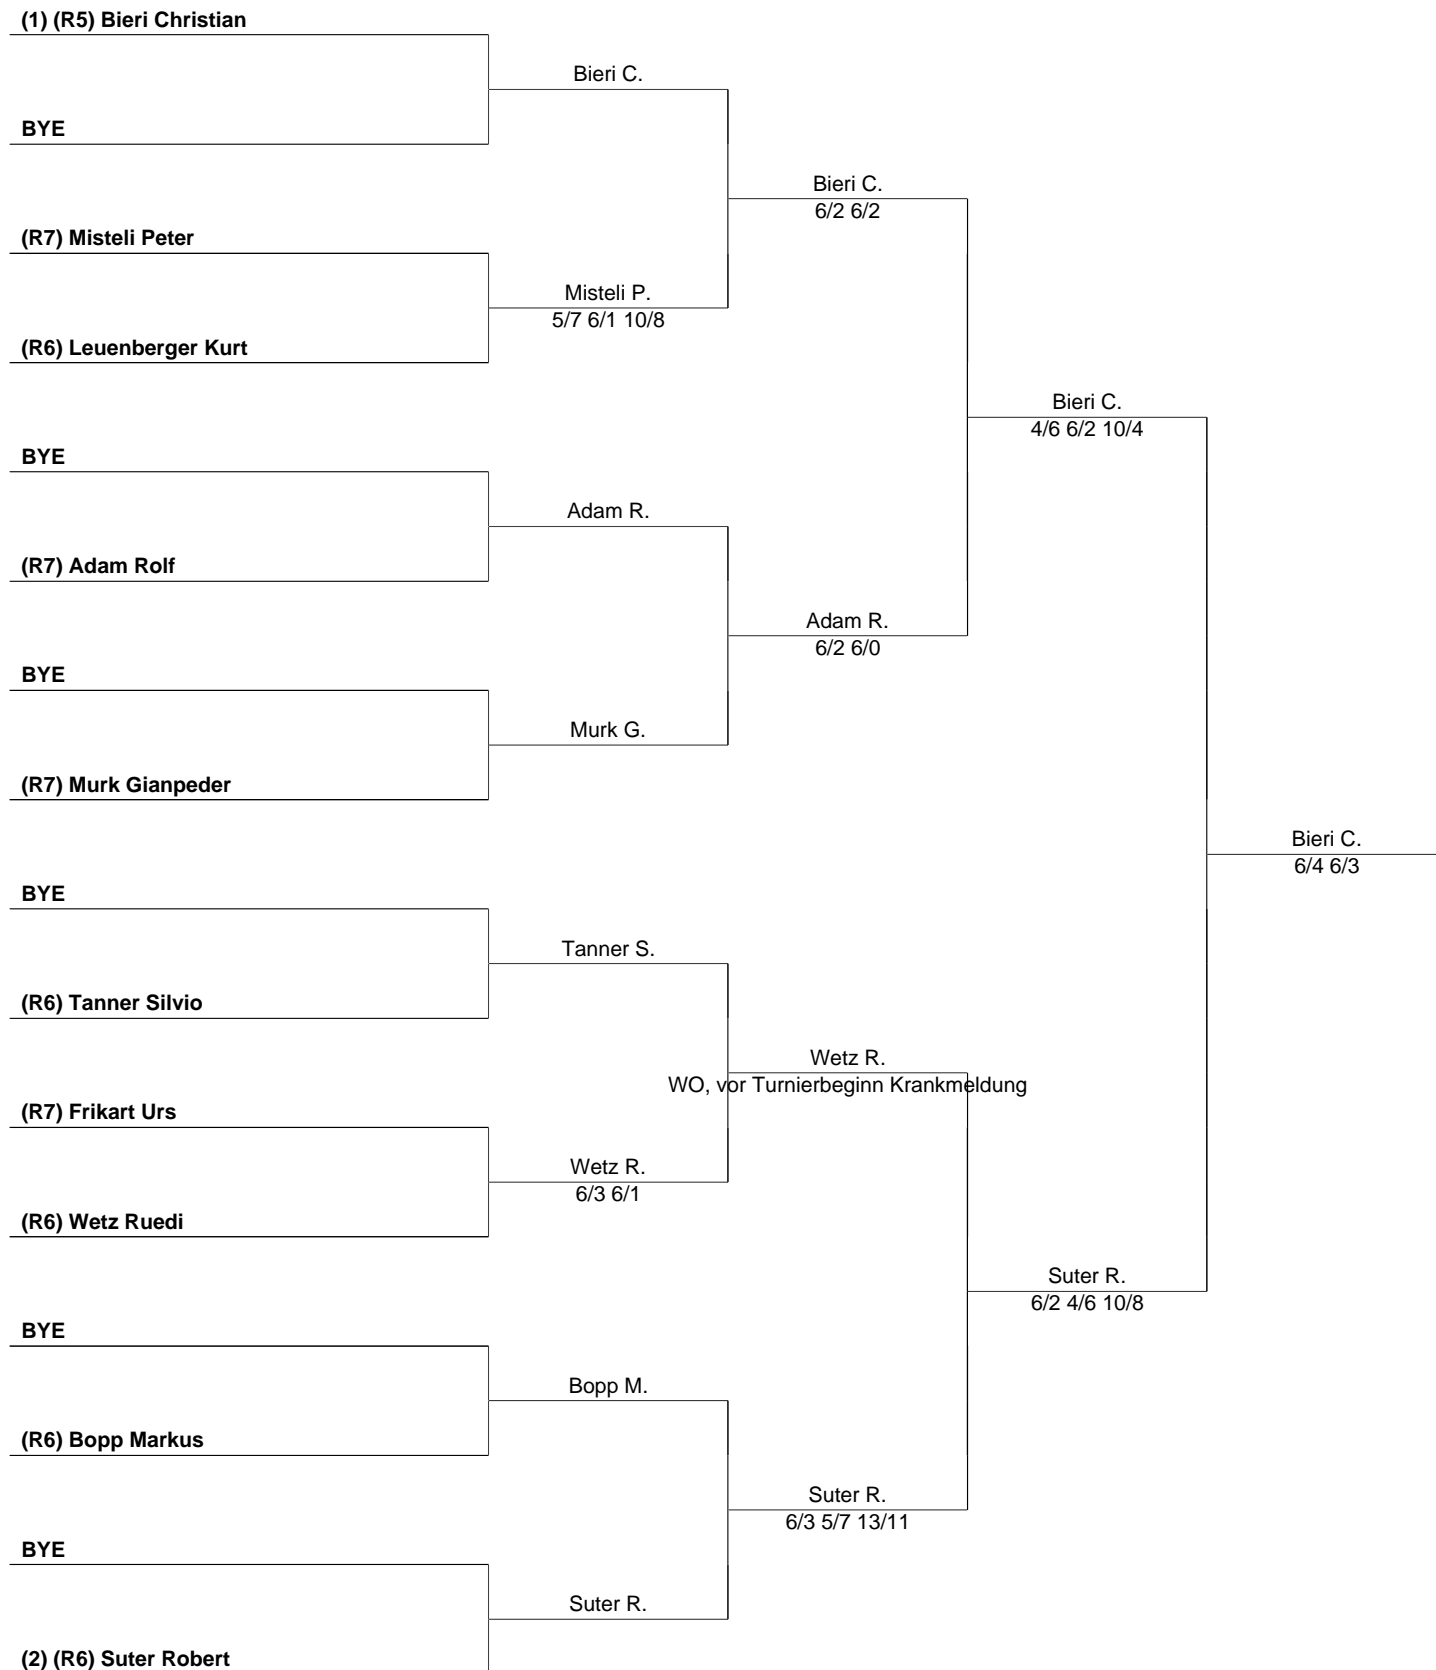 (1) (R5) Bieri Christian
Bieri C.
BYE
Bieri C.
6/2 6/2
(R7) Misteli Peter
Misteli P.
5/7 6/1 10/8
(R6) Leuenberger Kurt
Bieri C.
4/6 6/2 10/4
BYE
Adam R.
(R7) Adam Rolf
Adam R.
6/2 6/0
BYE
Murk G.
(R7) Murk Gianpeder
Bieri C.
6/4 6/3
BYE
Tanner S.
(R6) Tanner Silvio
Wetz R.
WO, vor Turnierbeginn Krankmeldung
(R7) Frikart Urs
Wetz R.
6/3 6/1
(R6) Wetz Ruedi
Suter R.
6/2 4/6 10/8
BYE
Bopp M.
(R6) Bopp Markus
Suter R.
6/3 5/7 13/11
BYE
Suter R.
(2) (R6) Suter Robert